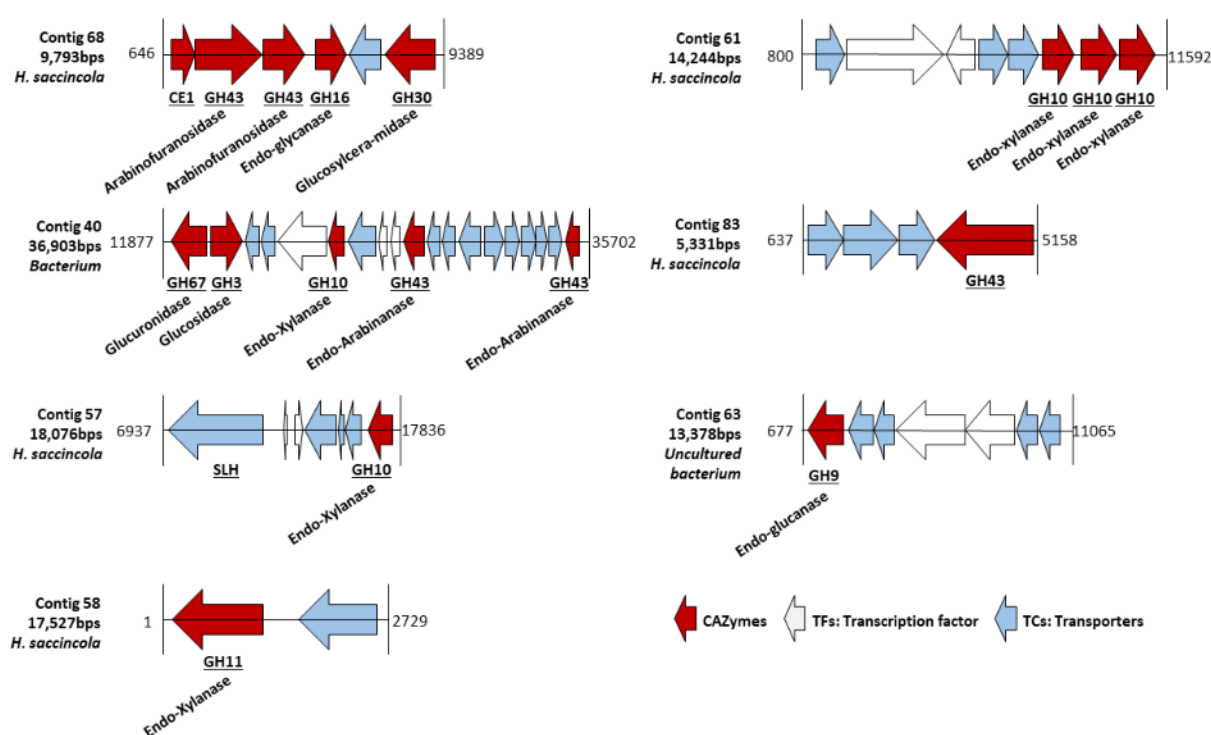 Contig 68
9,793bps
H. saccincola
646
9389
CE1 GH43 GH43 GH16 GH30
Arabinofuranosidase
Arabinofuranosidase
Endo-glycanase
Glucosylcera-midase
Contig 61
14,244bps
H. saccincola
800
11592
GH10 GH10 GH10
Endo-xylanase
Endo-xylanase
Endo-xylanase
Contig 40
36,903bps
Bacterium
11877
35702
GH67 GH3 GH10 GH43 GH43
Glucuronidase
Glucosidase
Endo-Xylanase
Endo-Arabinanase
Endo-Arabinanase
Contig 83
5,331bps
H. saccincola
637
5158
GH43
Contig 57
18,076bps
H. saccincola
6937
17836
SLH GH10
Endo-Xylanase
Contig 63
13,378bps
Uncultured
bacterium
677
11065
GH9
Endo-glucanase
Contig 58
17,527bps
H. saccincola
1
2729
GH11
Endo-Xylanase
CAZymes TFs: Transcription factor TCs: Transporters